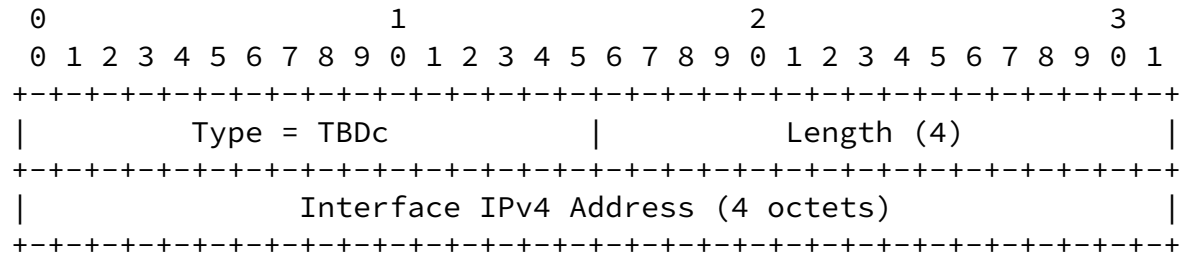 0                   1                   2                   3
 0 1 2 3 4 5 6 7 8 9 0 1 2 3 4 5 6 7 8 9 0 1 2 3 4 5 6 7 8 9 0 1
+-+-+-+-+-+-+-+-+-+-+-+-+-+-+-+-+-+-+-+-+-+-+-+-+-+-+-+-+-+-+-+-+
|         Type = TBDc           |          Length (4)           |
+-+-+-+-+-+-+-+-+-+-+-+-+-+-+-+-+-+-+-+-+-+-+-+-+-+-+-+-+-+-+-+-+
|               Interface IPv4 Address (4 octets)               |
+-+-+-+-+-+-+-+-+-+-+-+-+-+-+-+-+-+-+-+-+-+-+-+-+-+-+-+-+-+-+-+-+